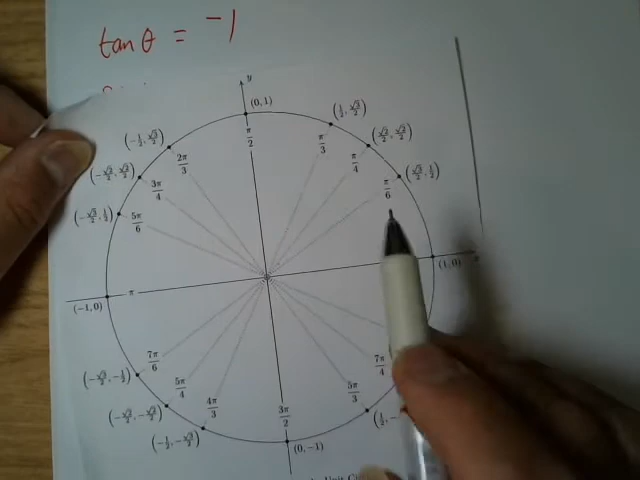 tan θ = -1
y
(0, 1)
(1/2, √3/2)
(-1/2, √3/2)
π/2
π/3
(√2/2, √2/2)
2π/3
π/4
(-√2/2, √2/2)
(√3/2, 1/2)
3π/4
π/6
(-√3/2, 1/2)
5π/6
(1, 0)
(-1, 0)
π
7π/6
7π/4
(-√3/2, -1/2)
5π/4
5π/3
4π/3
3π/2
(-√2/2, -√2/2)
(-1/2, -√3/2)
(0, -1)